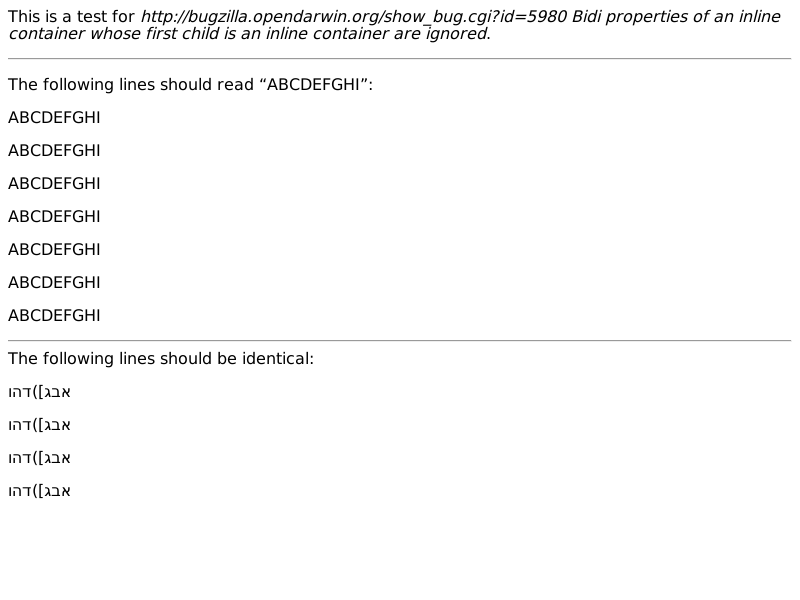 This is a test for http://bugzilla.opendarwin.org/show_bug.cgi?id=5980 Bidi properties of an inline
container whose first child is an inline container are ignored.
The following lines should read “ABCDEFGHI”:
ABCDEFGHI
ABCDEFGHI
ABCDEFGHI
ABCDEFGHI
ABCDEFGHI
ABCDEFGHI
ABCDEFGHI
The following lines should be identical:
אבג])דהו
אבג])דהו
אבג])דהו
אבג])דהו